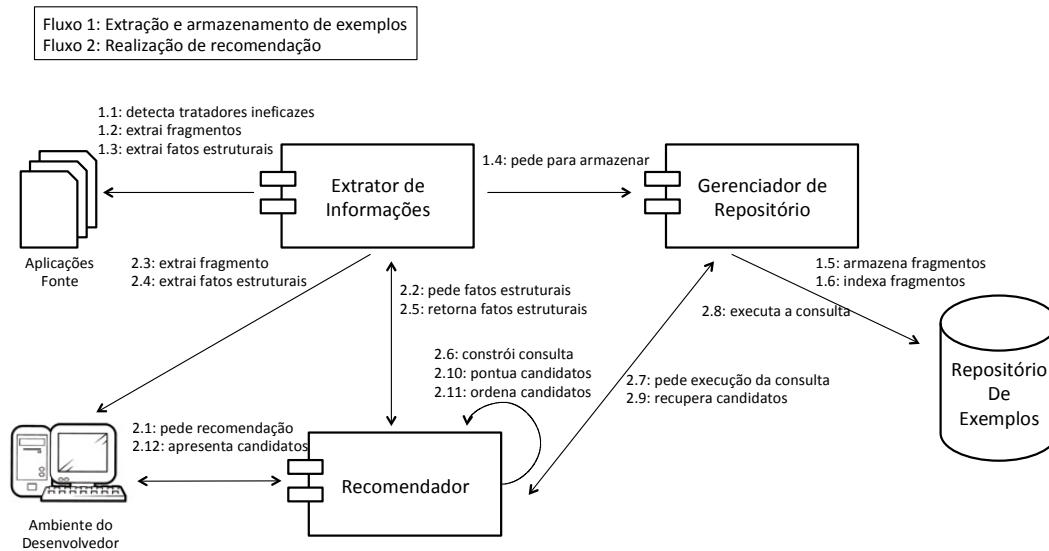 Fluxo 1: Extração e armazenamento de exemplos
Fluxo 2: Realização de recomendação
1.1: detecta tratadores ineficazes
1.2: extrai fragmentos
1.3: extrai fatos estruturais
Extrator de
Informações
1.4: pede para armazenar
Gerenciador de
Repositório
Aplicações
Fonte
2.3: extrai fragmento
2.4: extrai fatos estruturais
2.2: pede fatos estruturais
2.5: retorna fatos estruturais
1.5: armazena fragmentos
1.6: indexa fragmentos
2.8: executa a consulta
2.6: constrói consulta
2.10: pontua candidatos
2.11: ordena candidatos
2.7: pede execução da consulta
2.9: recupera candidatos
Repositório
De
Exemplos
2.1: pede recomendação
2.12: apresenta candidatos
Recomendador
Ambiente do
Desenvolvedor